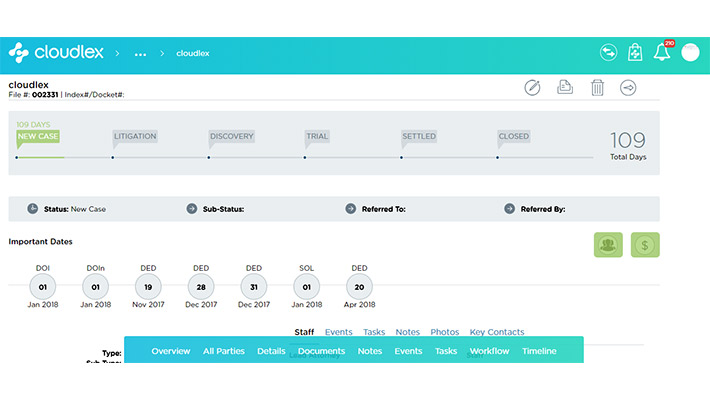 cloudlex > ... > cloudlex
210
cloudlex
File #: 002331 | Index#/Docket#:
109 DAYS
NEW CASE LITIGATION DISCOVERY TRIAL SETTLED CLOSED
109
Total Days
Status: New Case Sub-Status: Referred To: Referred By:
Important Dates
$
DOI DOIn DED DED DED SOL DED
01 01 19 28 31 01 20
Jan 2018 Jan 2018 Nov 2017 Dec 2017 Dec 2017 Jan 2018 Apr 2018
Staff Events Tasks Notes Photos Key Contacts
Type:
Overview All Parties Details Documents Notes Events Tasks Workflow Timeline
Sub Type: